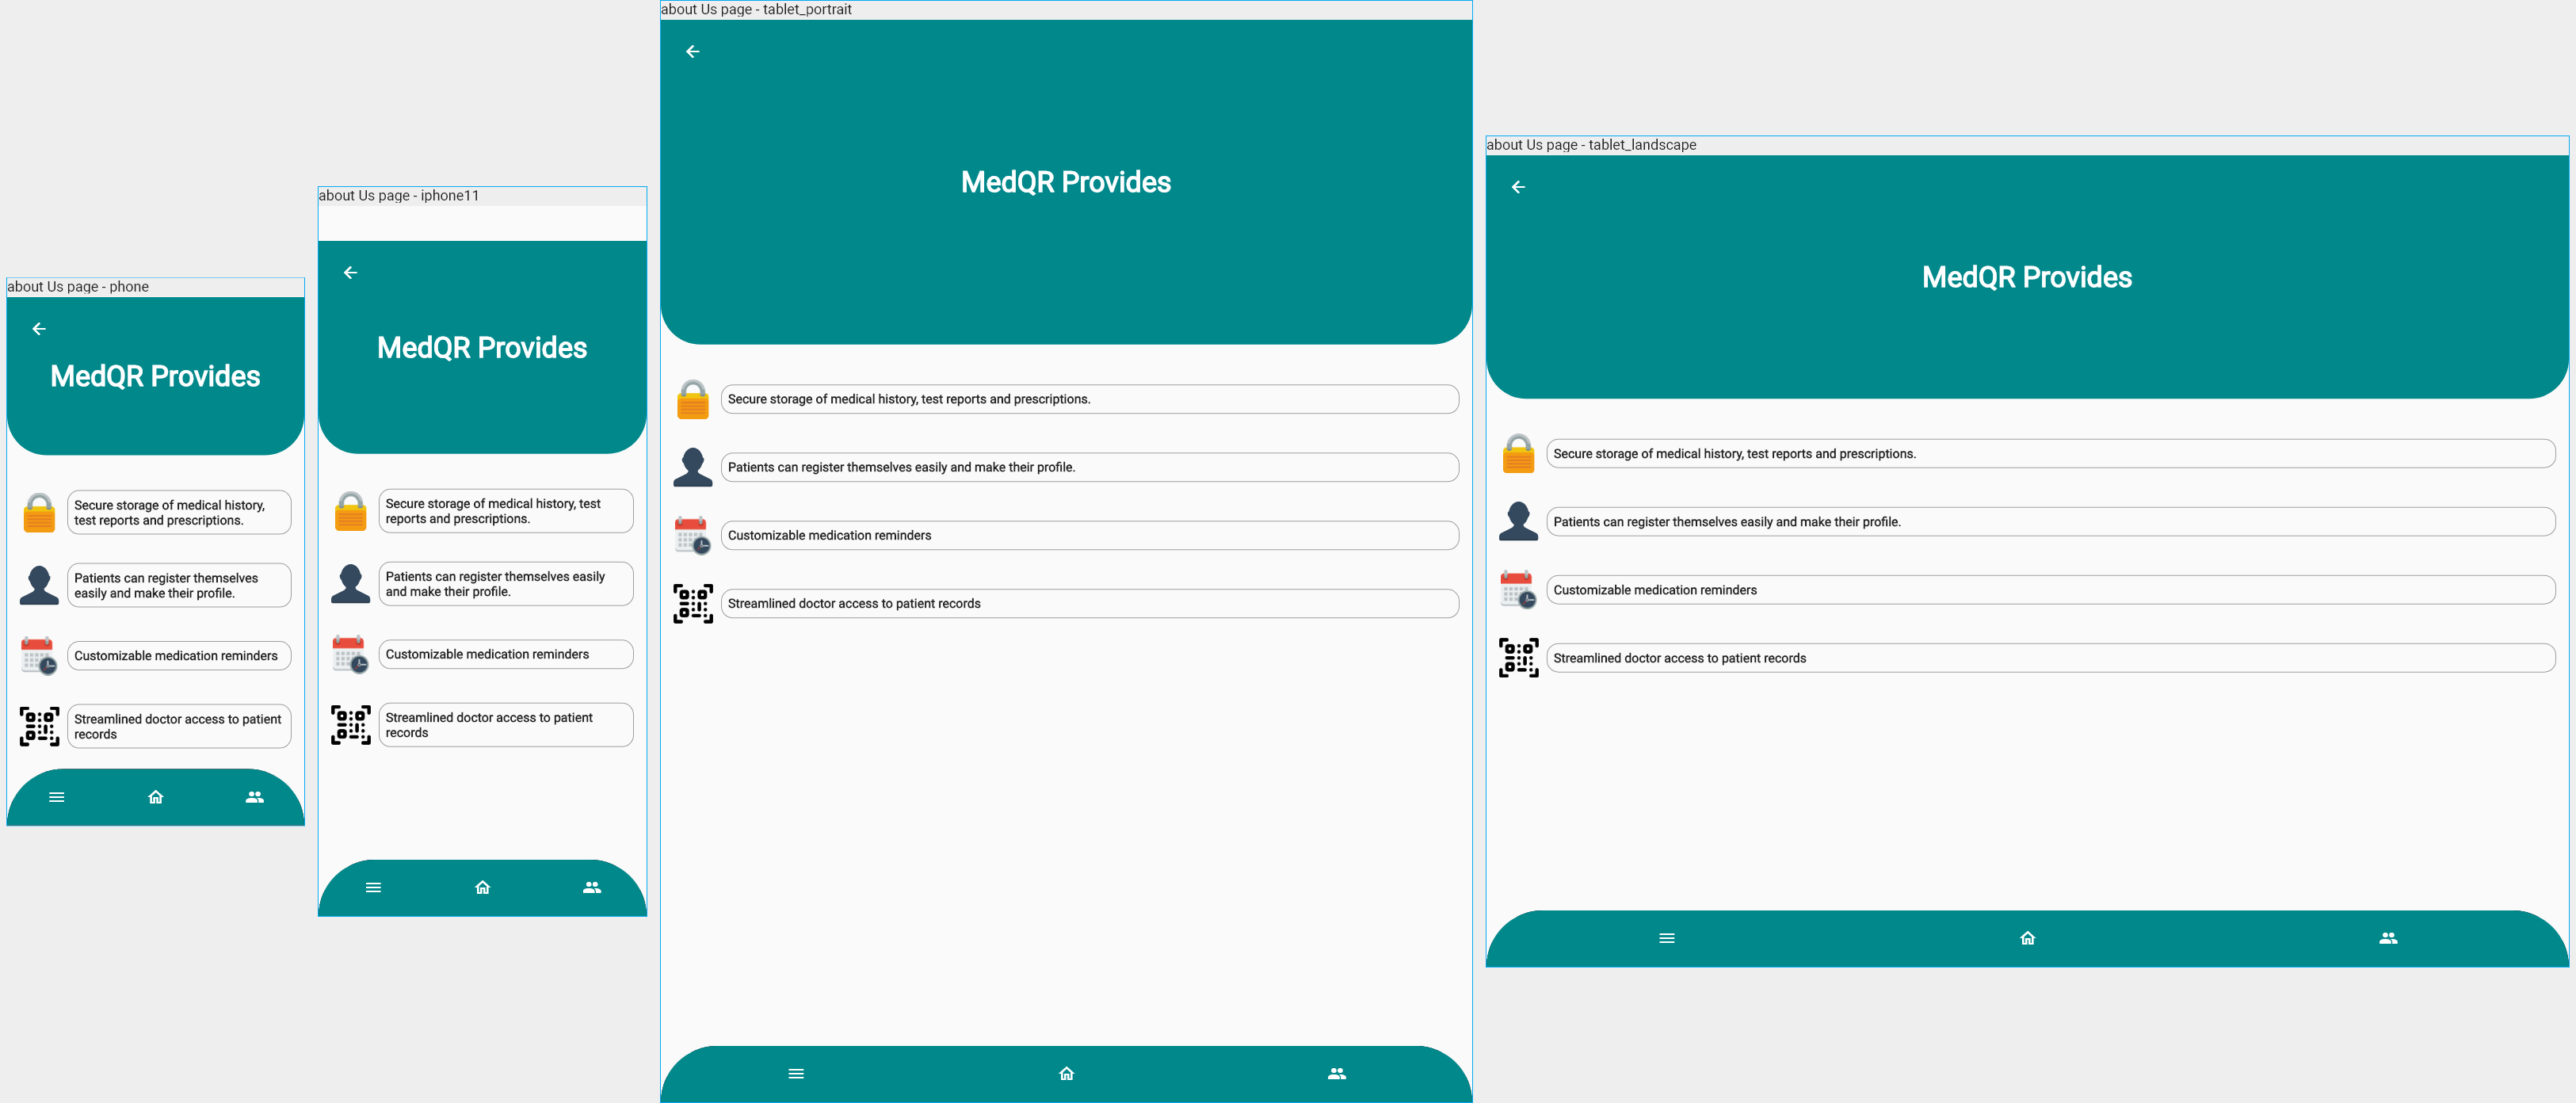 about Us page - phone
MedQR Provides
Secure storage of medical history,
test reports and prescriptions.
Patients can register themselves
easily and make their profile.
Customizable medication reminders
Streamlined doctor access to patient
records
about Us page - iphone11
MedQR Provides
Secure storage of medical history, test
reports and prescriptions.
Patients can register themselves easily
and make their profile.
Customizable medication reminders
Streamlined doctor access to patient
records
about Us page - tablet_portrait
MedQR Provides
Secure storage of medical history, test reports and prescriptions.
Patients can register themselves easily and make their profile.
Customizable medication reminders
Streamlined doctor access to patient records
about Us page - tablet_landscape
MedQR Provides
Secure storage of medical history, test reports and prescriptions.
Patients can register themselves easily and make their profile.
Customizable medication reminders
Streamlined doctor access to patient records